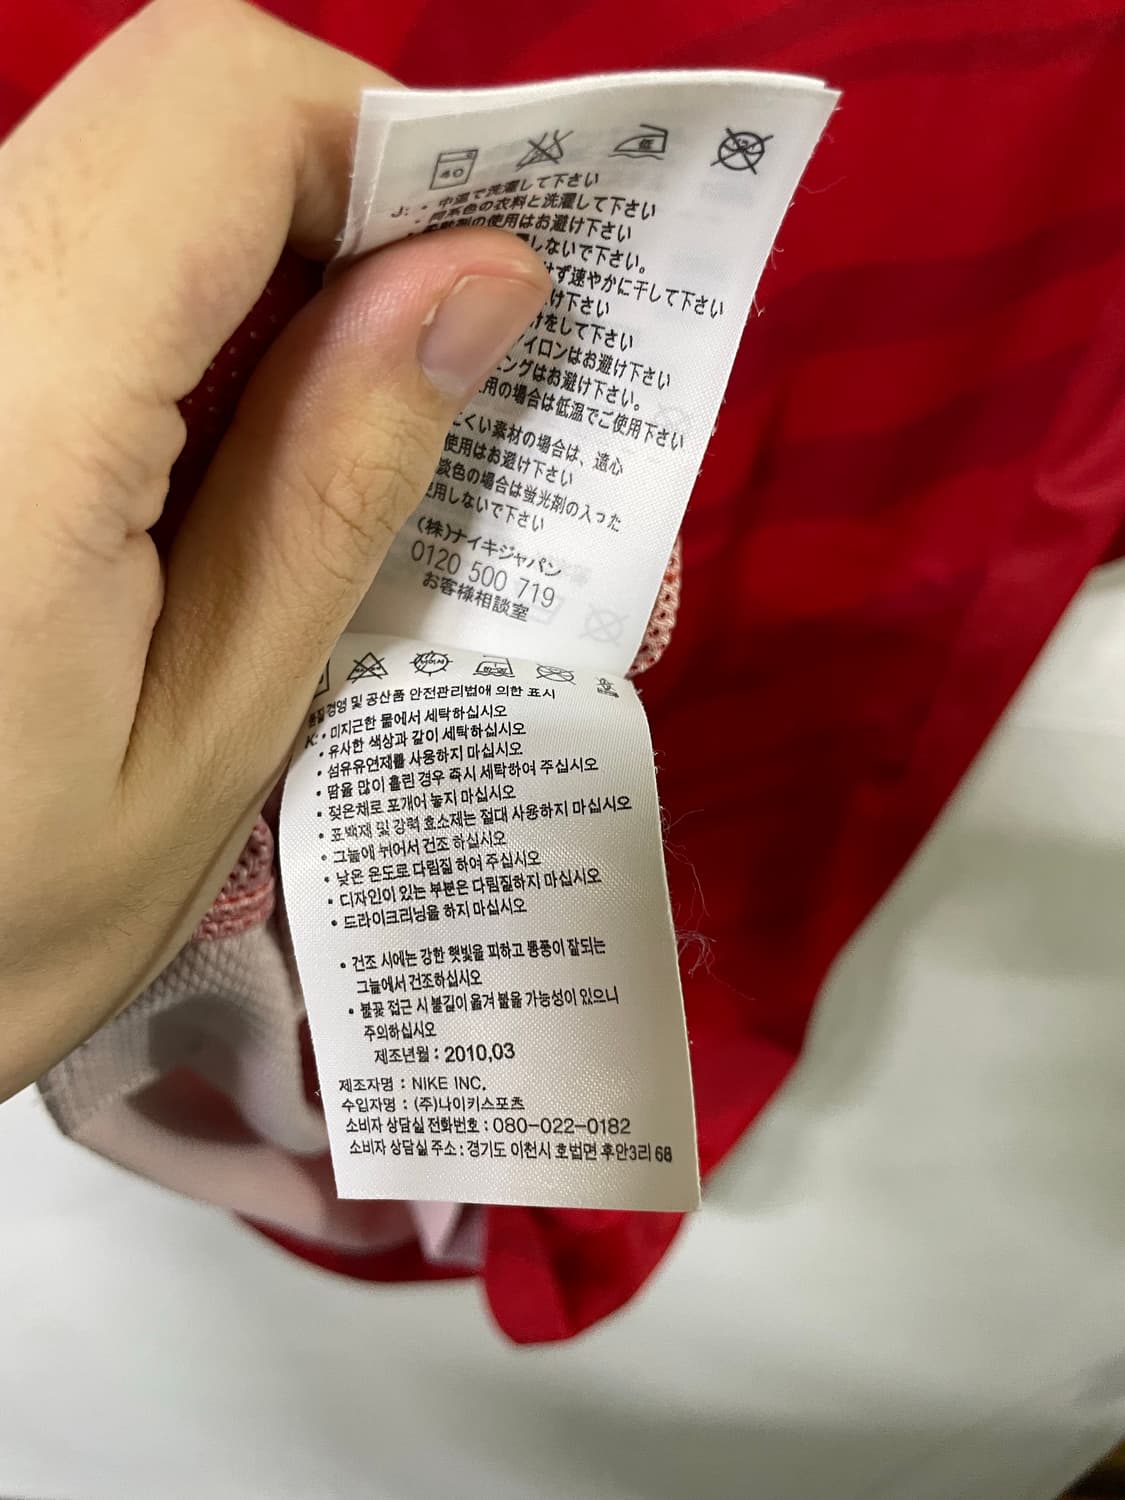 40
低
J: • 中温で洗濯して下さい
• 同系色の衣料と洗濯して下さい
の使用はお避け下さい
しないで下さい。
けず速やかに干して下さい
け下さい
をして下さい
イロンはお避け下さい
ングはお避け下さい。
用の場合は低温でご使用下さい
くい素材の場合は、遠心
使用はお避け下さい
淡色の場合は蛍光剤の入った
使用しないで下さい
(株)ナイキジャパン
0120 500 719
お客様相談室
품질경영 및 공산품 안전관리법애 의한 표시
K: • 미지근한 물에서 세탁하십시오
• 유사한 색상과 같이 세탁하십시오
• 섬유유연제를 사용하지 마십시오
• 땀을 많이 흘린 경우 즉시 세탁하여 주십시오
• 젖은채로 포개어 놓지 마십시오
• 표백제 및 강력 효소제는 절대 사용하지 마십시오
• 그늘에 뉘어서 건조 하십시오
• 낮은 온도로 다림질 하여 주십시오
• 디자인이 있는 부분은 다림질하지 마십시오
• 드라이크리닝을 하지 마십시오
• 건조 시에는 강한 햇빛을 피하고 통풍이 잘되는
그늘에서 건조하십시오
• 불꽃 접근 시 불길이 옮겨 붙을 가능성이 있으니
주의하십시오
제조년월 : 2010,03
제조자명 : NIKE INC.
수입자명 : (주)나이키스포츠
소비자 상담실 전화번호 : 080-022-0182
소비자 상담실 주소 : 경기도 이천시 호법면 후안3리 68